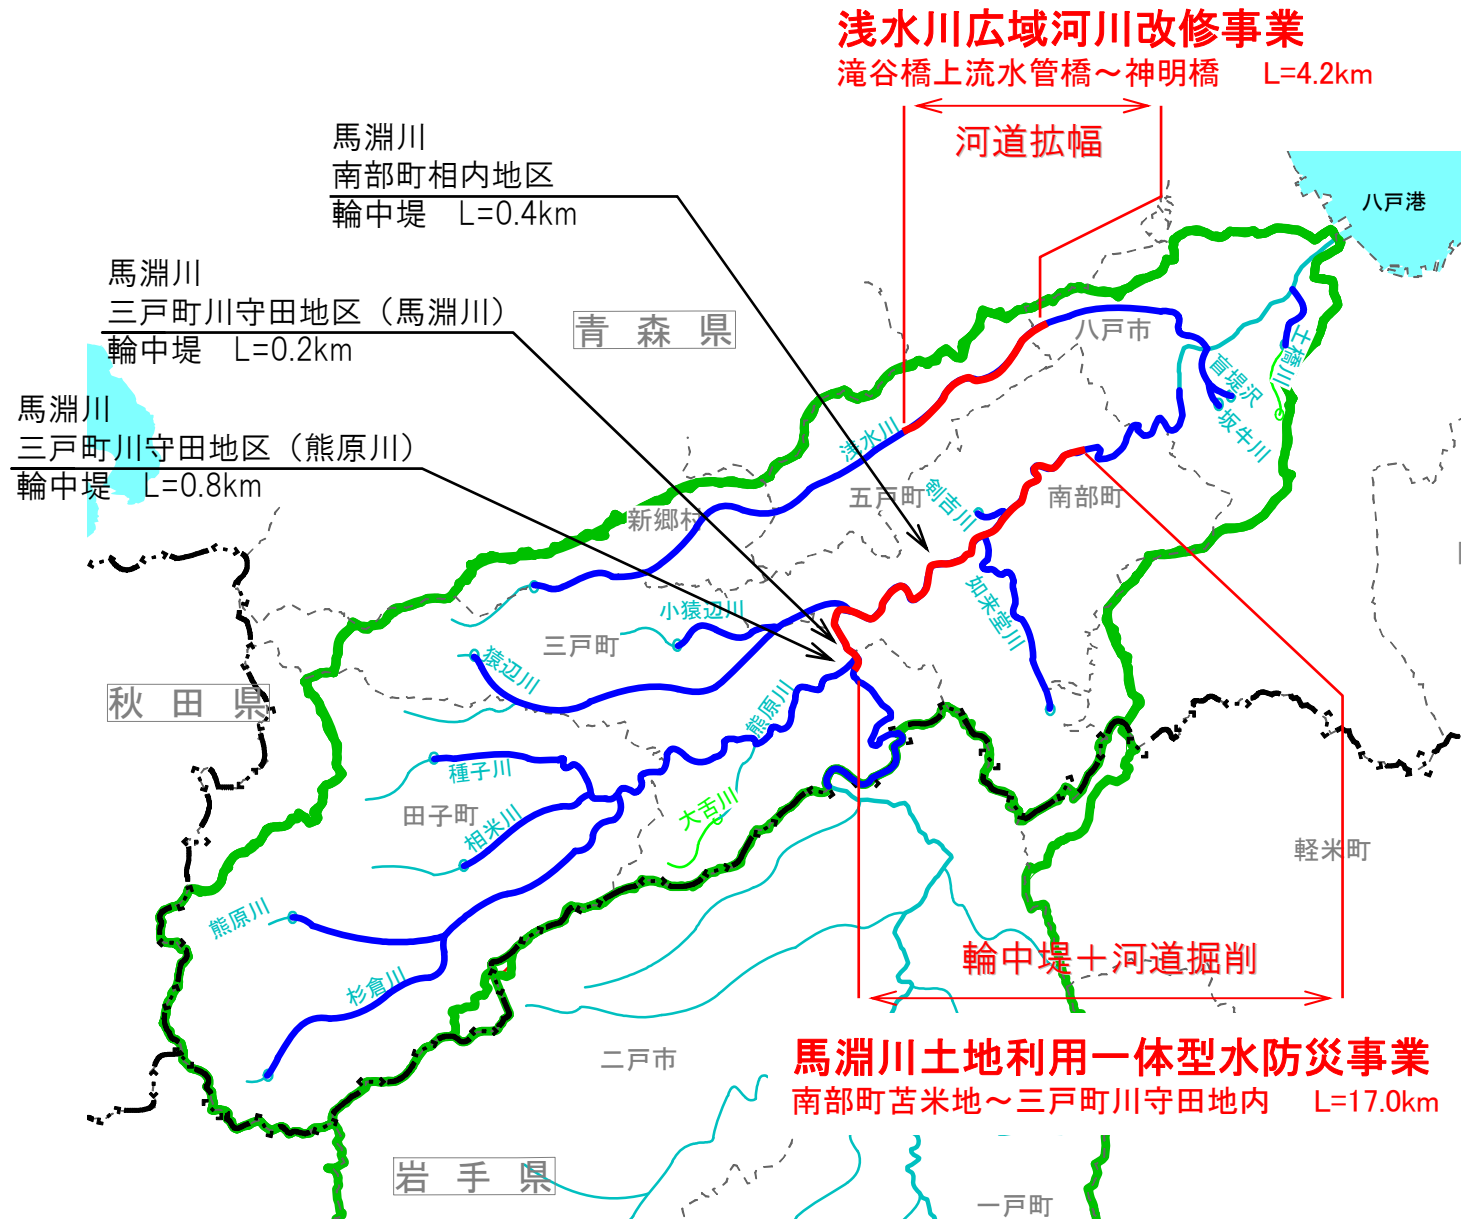 浅水川広域河川改修事業
滝谷橋上流水管橋～神明橋 L=4.2km
河道拡幅
馬淵川
南部町相内地区
輪中堤 L=0.4km
八戸港
馬淵川
三戸町川守田地区（馬淵川）
輪中堤 L=0.2km
青森県
八戸市
土橋川
盲堤沢
坂牛川
馬淵川
三戸町川守田地区（熊原川）
輪中堤 L=0.8km
浅水川
五戸町
剣吉川
南部町
新郷村
如来堂川
小猿辺川
三戸町
猿辺川
秋田県
熊原川
種子川
田子町
相米川
大舌川
軽米町
熊原川
杉倉川
輪中堤＋河道掘削
二戸市
馬淵川土地利用一体型水防災事業
南部町苫米地～三戸町川守田地内 L=17.0km
岩手県
一戸町